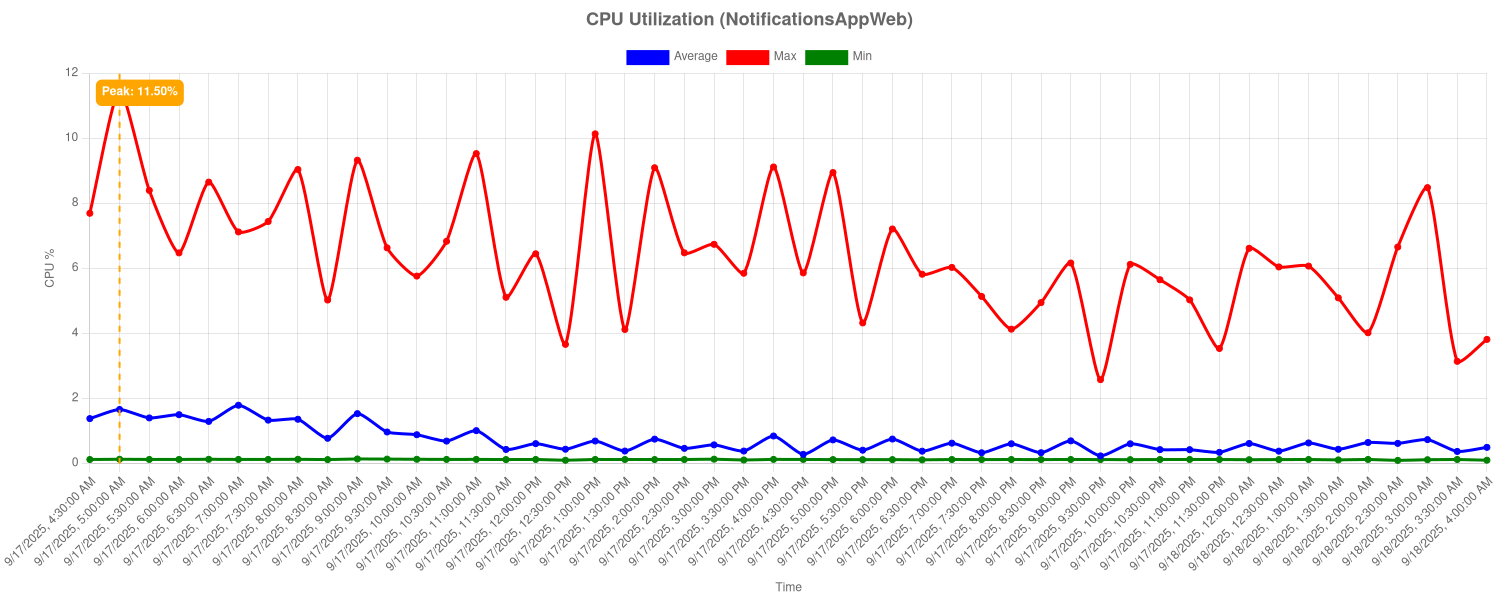 CPU Utilization (NotificationsAppWeb)
Average Max Min
12
Peak: 11.50%
10
8
6
4
2
0
CPU %
9/17/2025, 4:30:00 AM
9/17/2025, 5:00:00 AM
9/17/2025, 5:30:00 AM
9/17/2025, 6:00:00 AM
9/17/2025, 6:30:00 AM
9/17/2025, 7:00:00 AM
9/17/2025, 7:30:00 AM
9/17/2025, 8:00:00 AM
9/17/2025, 8:30:00 AM
9/17/2025, 9:00:00 AM
9/17/2025, 9:30:00 AM
9/17/2025, 10:00:00 AM
9/17/2025, 10:30:00 AM
9/17/2025, 11:00:00 AM
9/17/2025, 11:30:00 AM
9/17/2025, 12:00:00 PM
9/17/2025, 12:30:00 PM
9/17/2025, 1:00:00 PM
9/17/2025, 1:30:00 PM
9/17/2025, 2:00:00 PM
9/17/2025, 2:30:00 PM
9/17/2025, 3:00:00 PM
9/17/2025, 3:30:00 PM
9/17/2025, 4:00:00 PM
9/17/2025, 4:30:00 PM
9/17/2025, 5:00:00 PM
9/17/2025, 5:30:00 PM
9/17/2025, 6:00:00 PM
9/17/2025, 6:30:00 PM
9/17/2025, 7:00:00 PM
9/17/2025, 7:30:00 PM
9/17/2025, 8:00:00 PM
9/17/2025, 8:30:00 PM
9/17/2025, 9:00:00 PM
9/17/2025, 9:30:00 PM
9/17/2025, 10:00:00 PM
9/17/2025, 10:30:00 PM
9/17/2025, 11:00:00 PM
9/17/2025, 11:30:00 PM
9/18/2025, 12:00:00 AM
9/18/2025, 12:30:00 AM
9/18/2025, 1:00:00 AM
9/18/2025, 1:30:00 AM
9/18/2025, 2:00:00 AM
9/18/2025, 2:30:00 AM
9/18/2025, 3:00:00 AM
9/18/2025, 3:30:00 AM
9/18/2025, 4:00:00 AM
Time